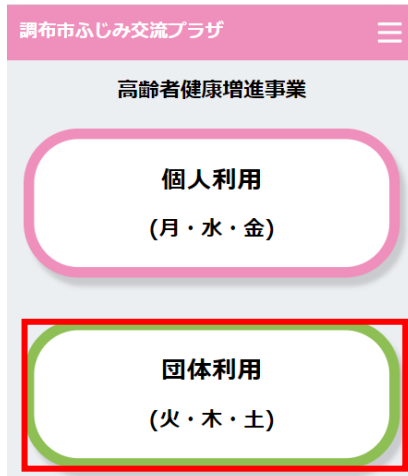 調布市ふじみ交流プラザ
高齢者健康増進事業
個人利用
(月・水・金)
団体利用
(火・木・土)